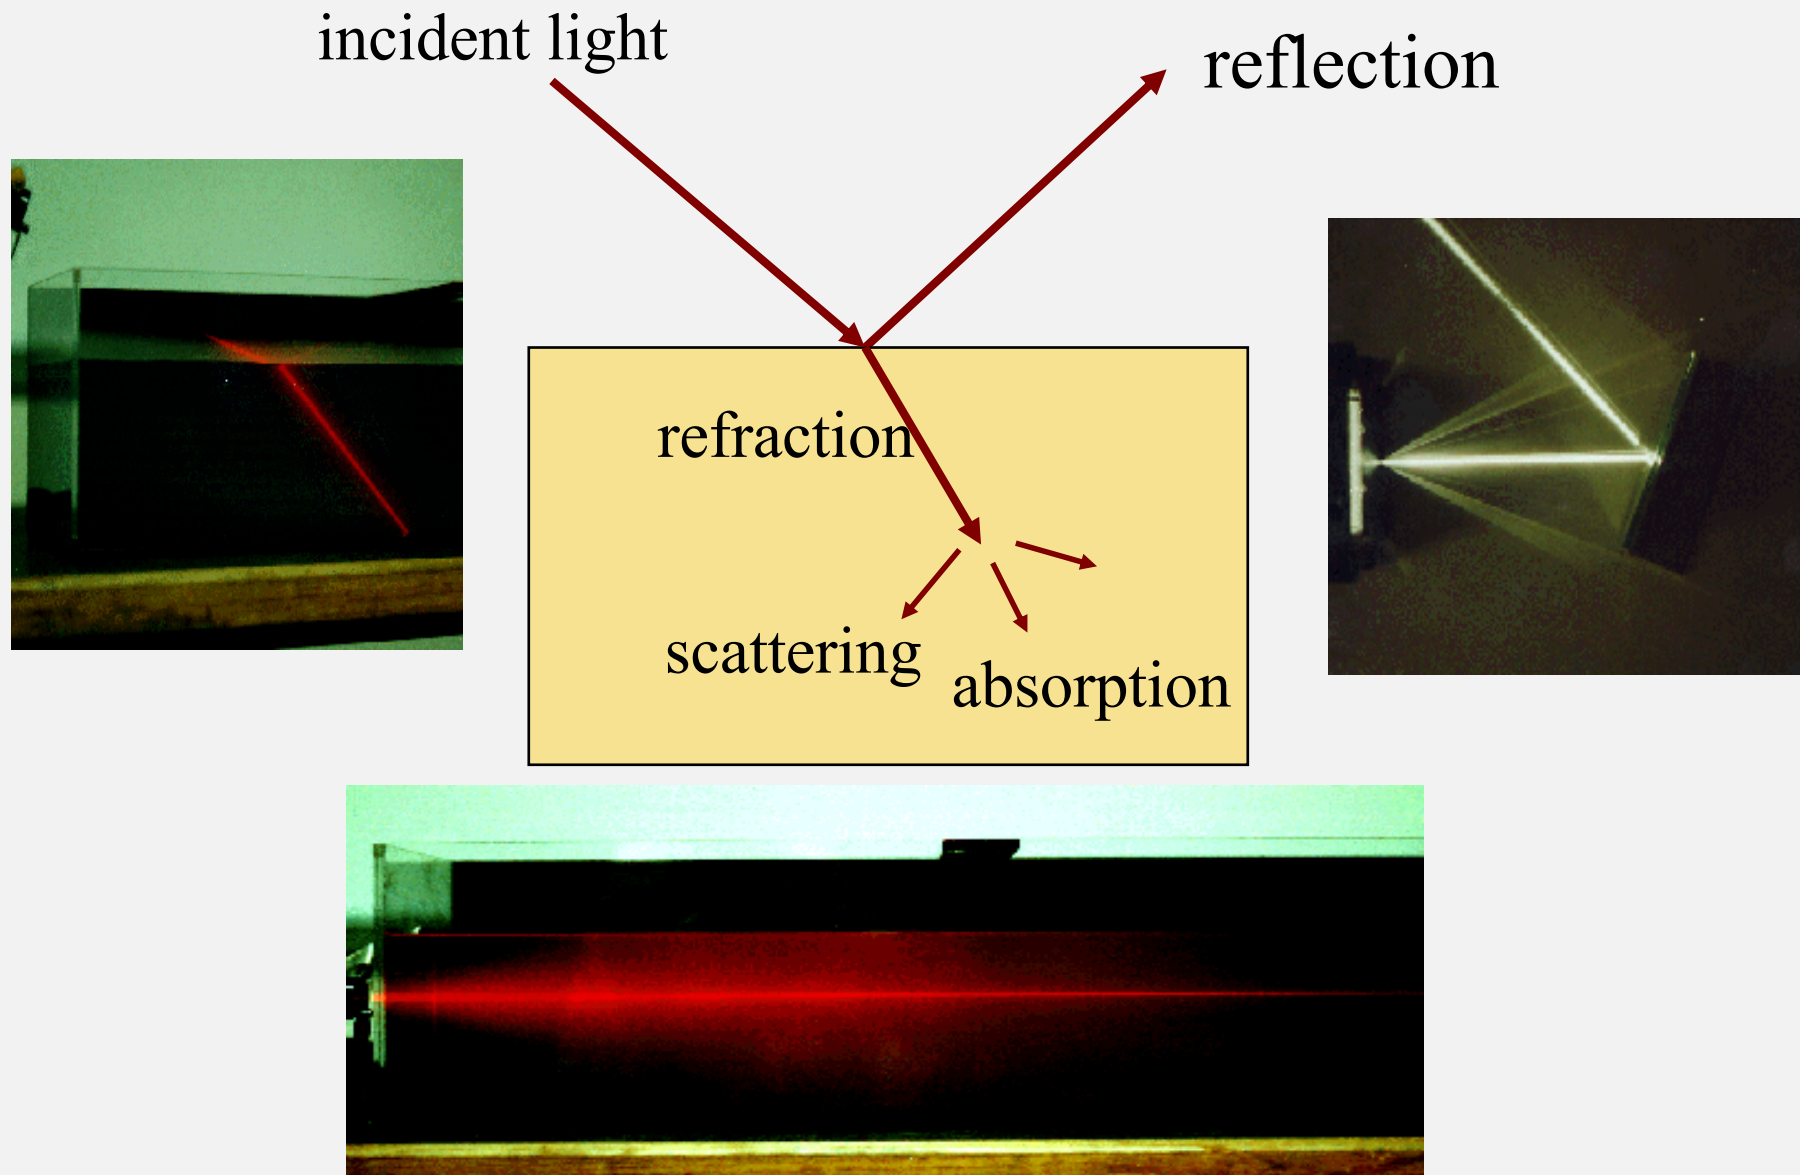 incident light
reflection
refraction
scattering
absorption